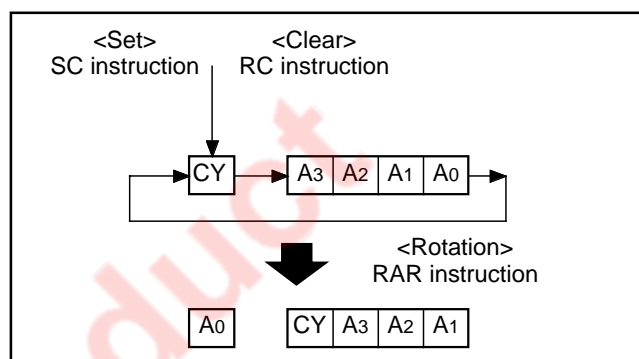 <Set> <Clear>
SC instruction RC instruction
CY A3 A2 A1 A0
<Rotation>
RAR instruction
A0 CY A3 A2 A1
duct